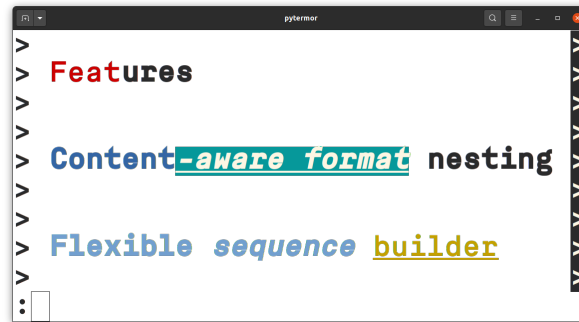 pytermor
>
> Features
>
>
> Content-aware format nesting
>
>
> Flexible sequence builder
>
: